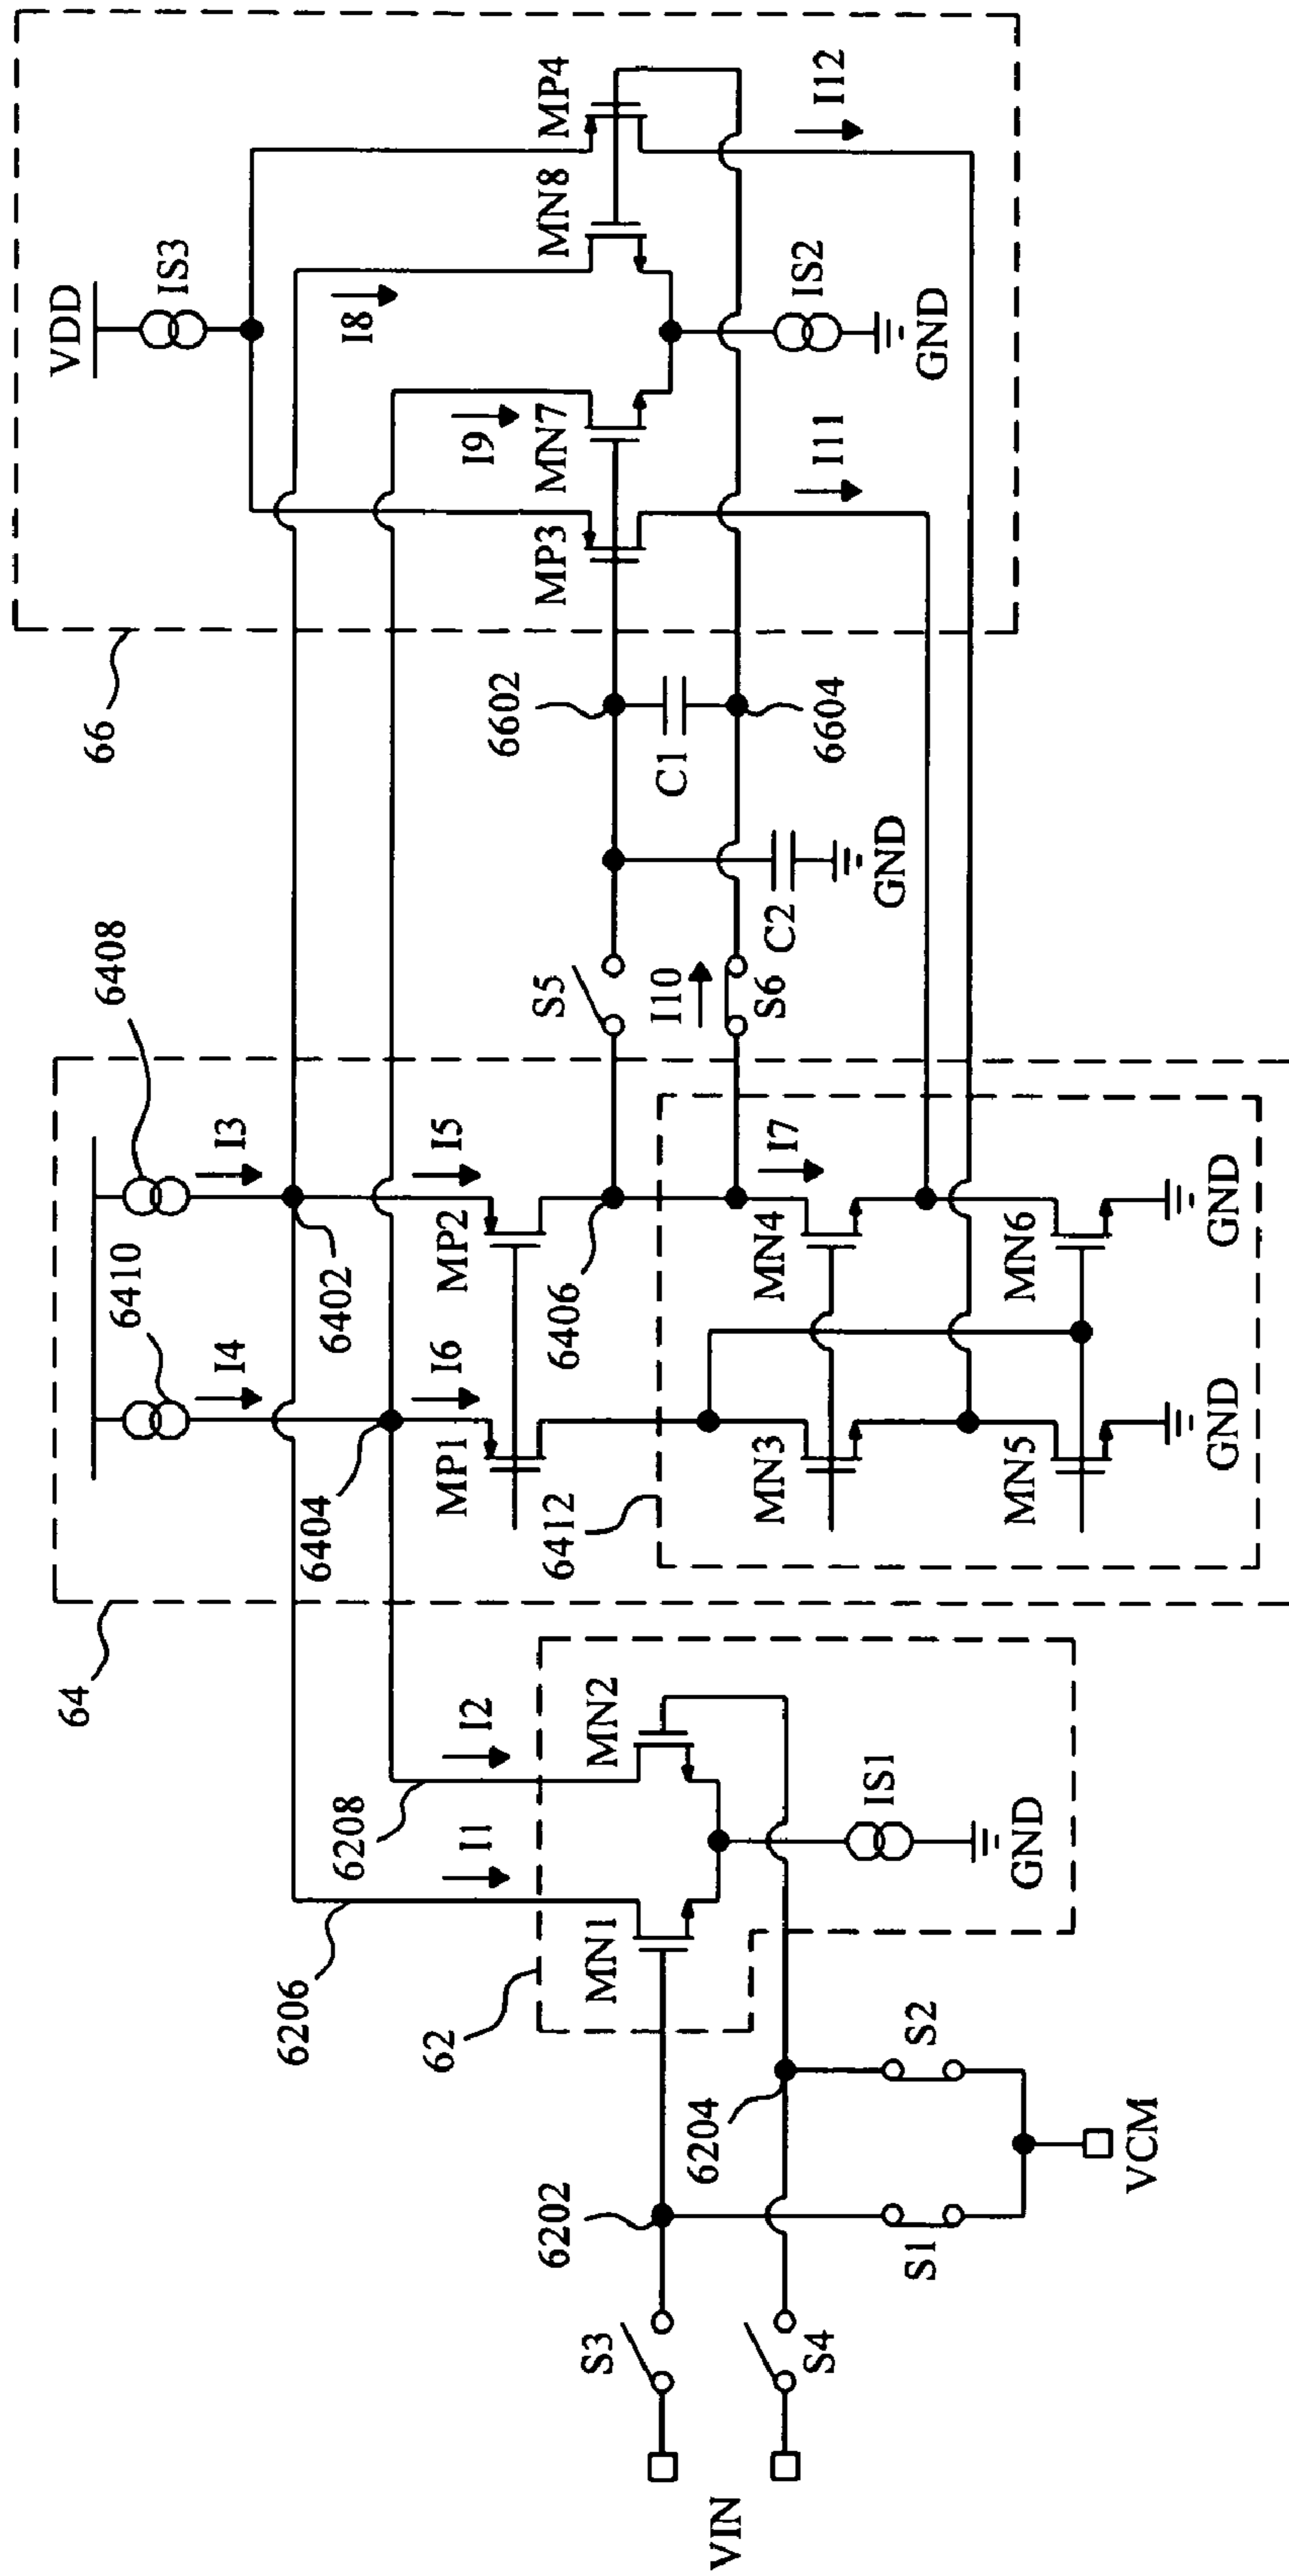 VIN
S3
S4
6202
6204
S1
S2
VCM
62
6206
6208
I1
I2
MN1
MN2
IS1
GND
64
6410
6408
I4
I3
6404
6402
I6
I5
MP1
MP2
6406
6412
I7
MN3
MN4
MN5
MN6
GND
GND
S5
I10
S6
C2
GND
C1
6602
6604
66
VDD
IS3
I8
I9
MP3
MN7
MN8
MP4
I11
I12
IS2
GND